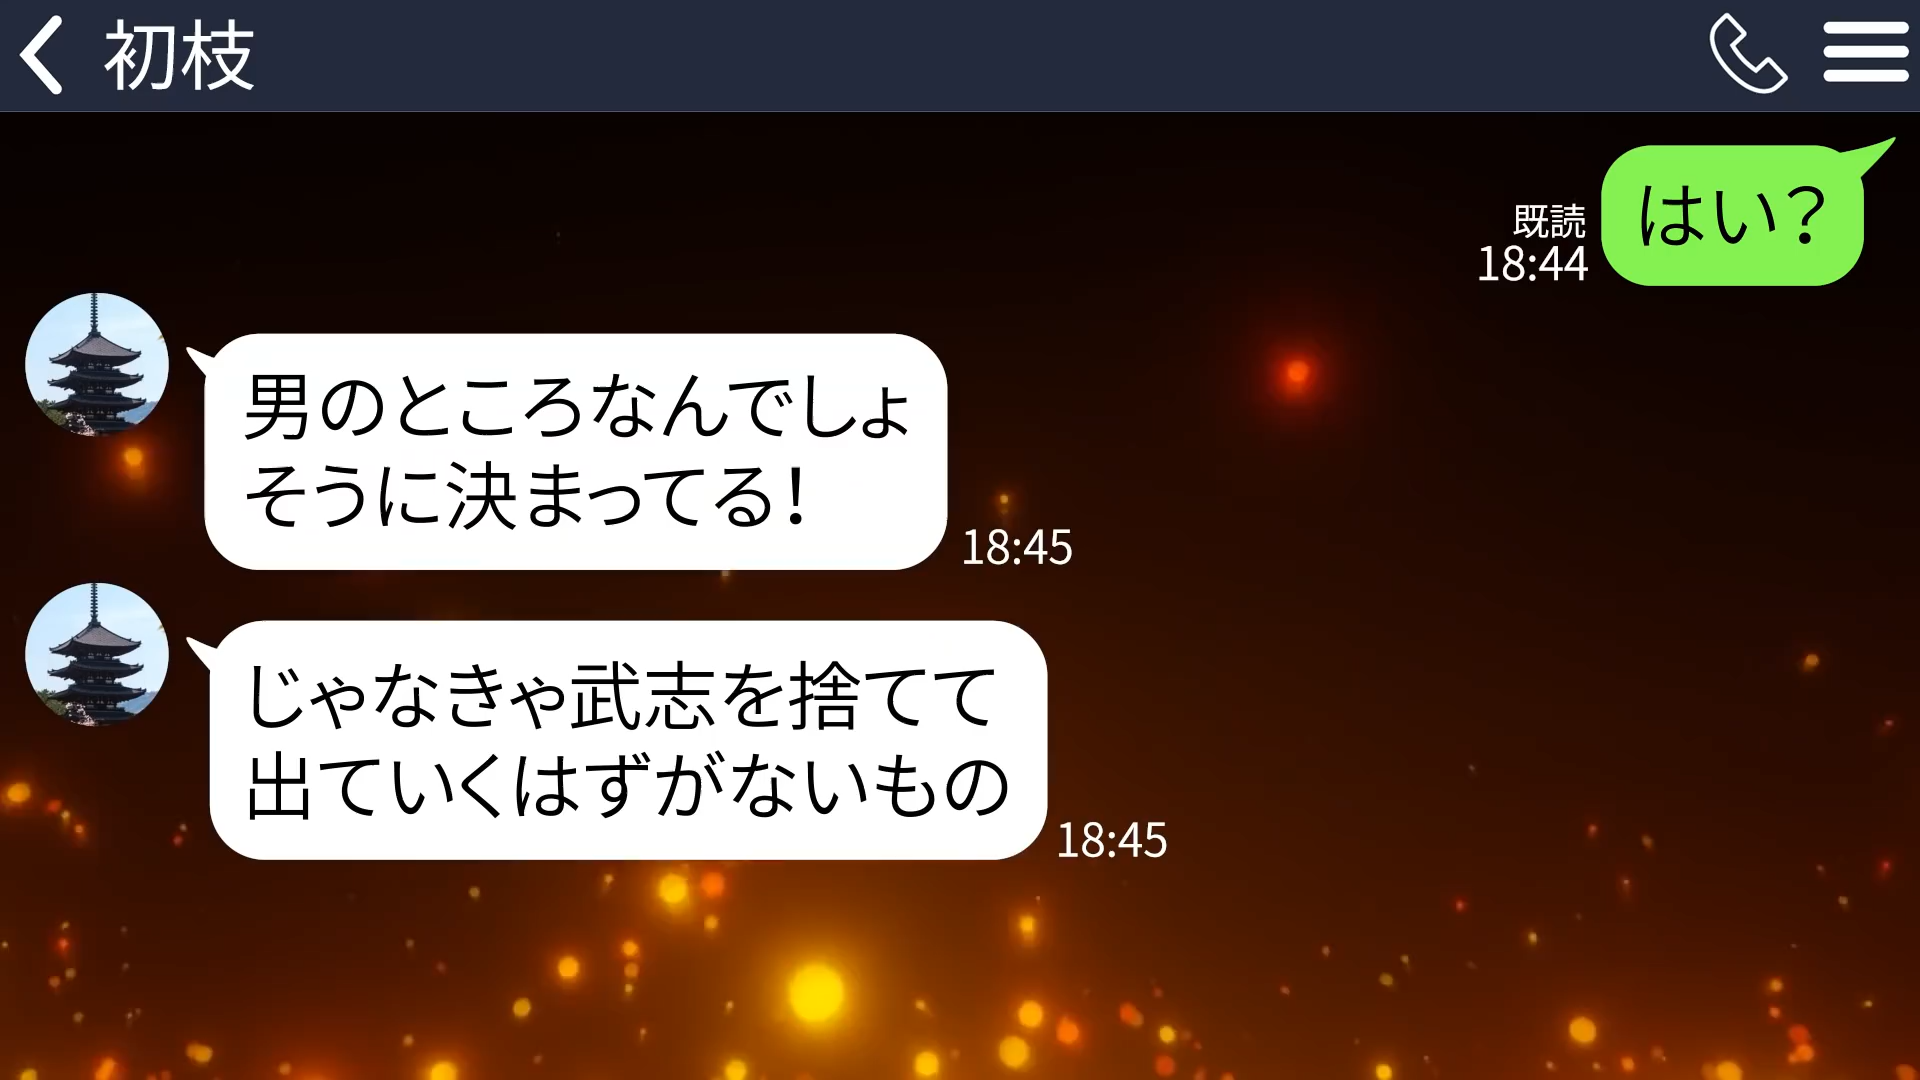 初枝
はい？
既読
18:44
男のところなんでしょ
そうに決まってる！
18:45
じゃなきゃ武志を捨てて
出ていくはずがないもの
18:45